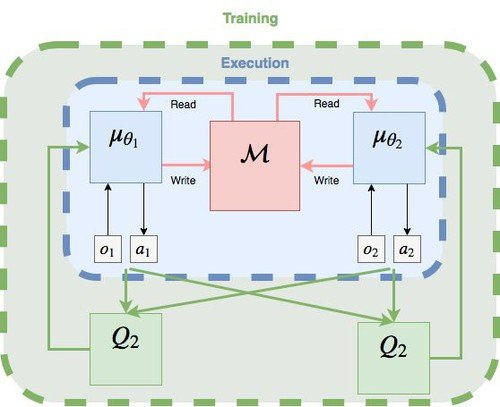 Training
Execution
Read
Read
μθ1
M
μθ2
Write
Write
o1
a1
o2
a2
Q2
Q2